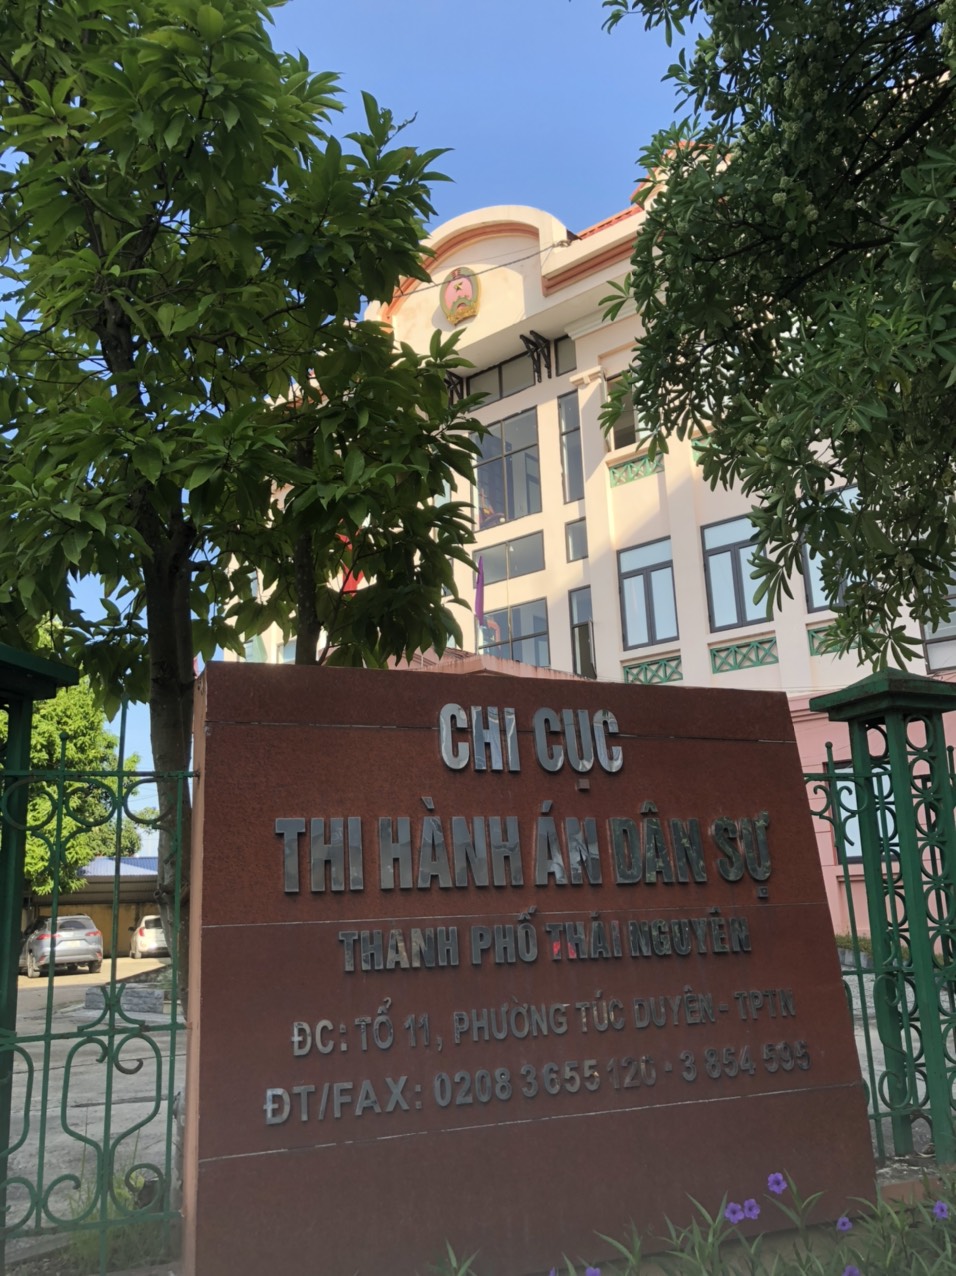 CHI CỤC
THI HÀNH ÁN DÂN SỰ
THÀNH PHỐ THÁI NGUYÊN
ĐC: TỔ 11, PHƯỜNG TÚC DUYÊN - TPTN
ĐT/FAX: 0208 3655 120 - 3 854 595